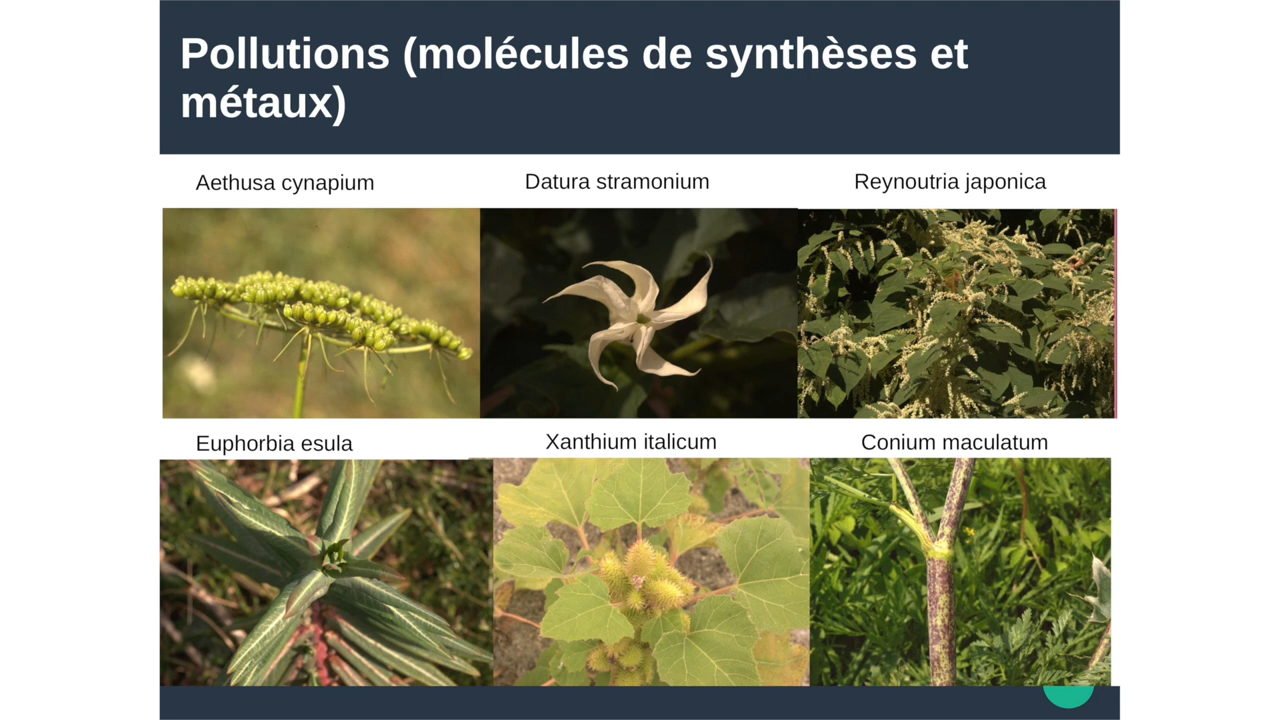 Pollutions (molécules de synthèses et
métaux)
Aethusa cynapium
Datura stramonium
Reynoutria japonica
Euphorbia esula
Xanthium italicum
Conium maculatum